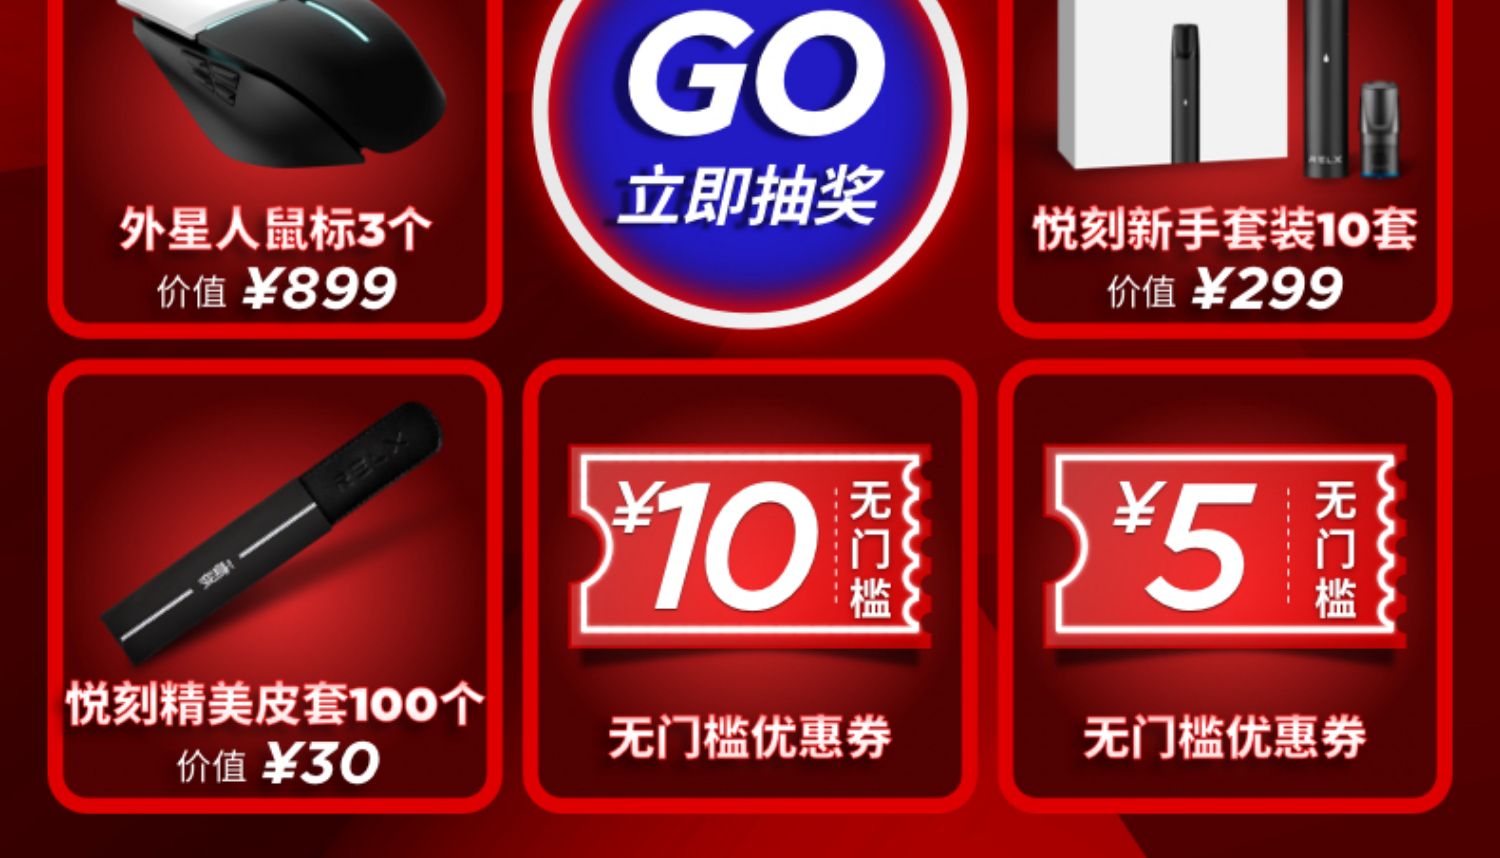 GO
立即抽奖
RELX
外星人鼠标3个
价值 ¥899
悦刻新手套装10套
价值 ¥299
RELX
悦刻精美皮套100个
价值 ¥30
¥10
无门槛
无门槛优惠券
¥5
无门槛
无门槛优惠券